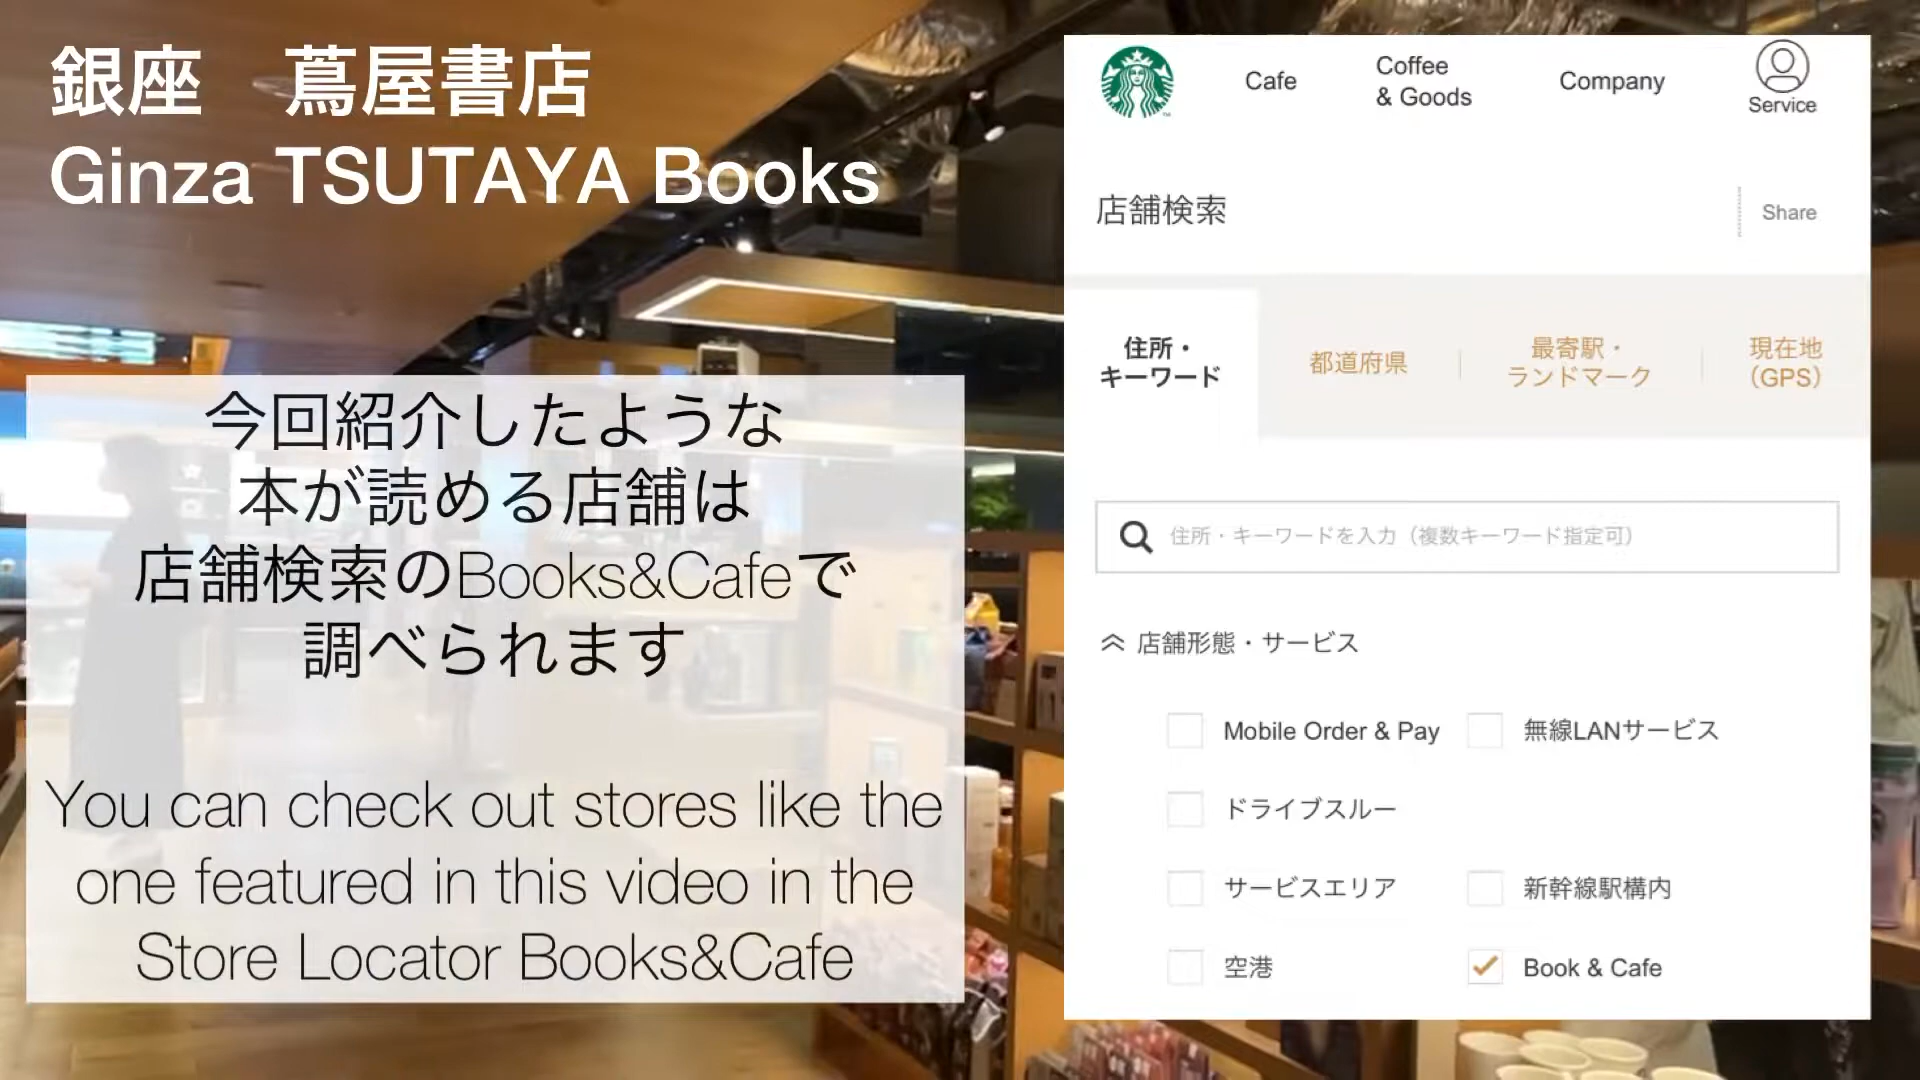 銀座　蔦屋書店
Ginza TSUTAYA Books
今回紹介したような
本が読める店舗は
店舗検索のBooks&Cafeで
調べられます
You can check out stores like the
one featured in this video in the
Store Locator Books&Cafe
Cafe
Coffee
& Goods
Company
Service
店舗検索
Share
住所・
キーワード
都道府県
最寄駅・
ランドマーク
現在地
（GPS）
住所・キーワードを入力（複数キーワード指定可）
店舗形態・サービス
Mobile Order & Pay
無線LANサービス
ドライブスルー
サービスエリア
新幹線駅構内
空港
Book & Cafe